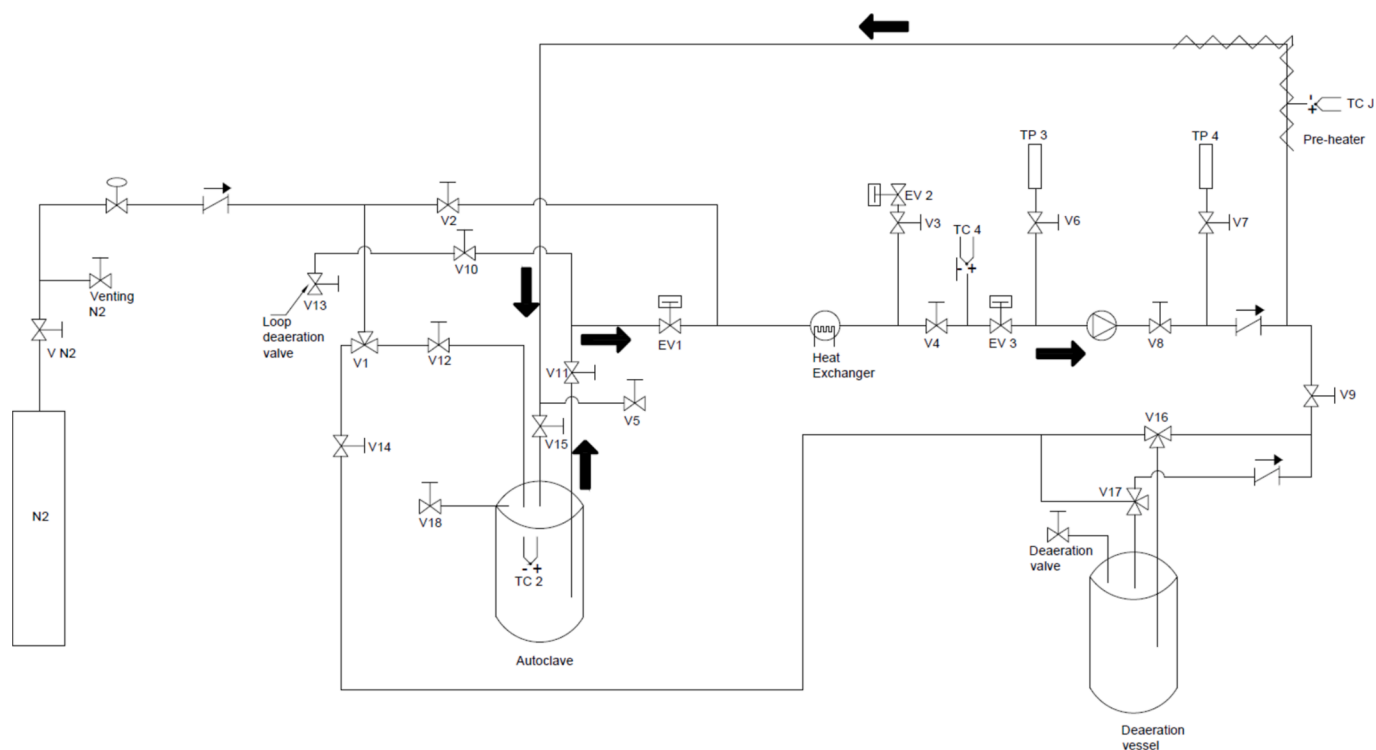 TC J
- +
Pre-heater
TP 3
TP 4
EV 2
V2
V3
TC 4
- +
V6
V7
V10
Venting
N2
V13
Loop
deaeration
valve
V N2
EV1
V4
EV 3
V8
Heat
Exchanger
V1
V12
V11
V9
V5
V16
V14
V15
V17
V18
N2
- +
TC 2
Deaeration
valve
Autoclave
Deaeration
vessel